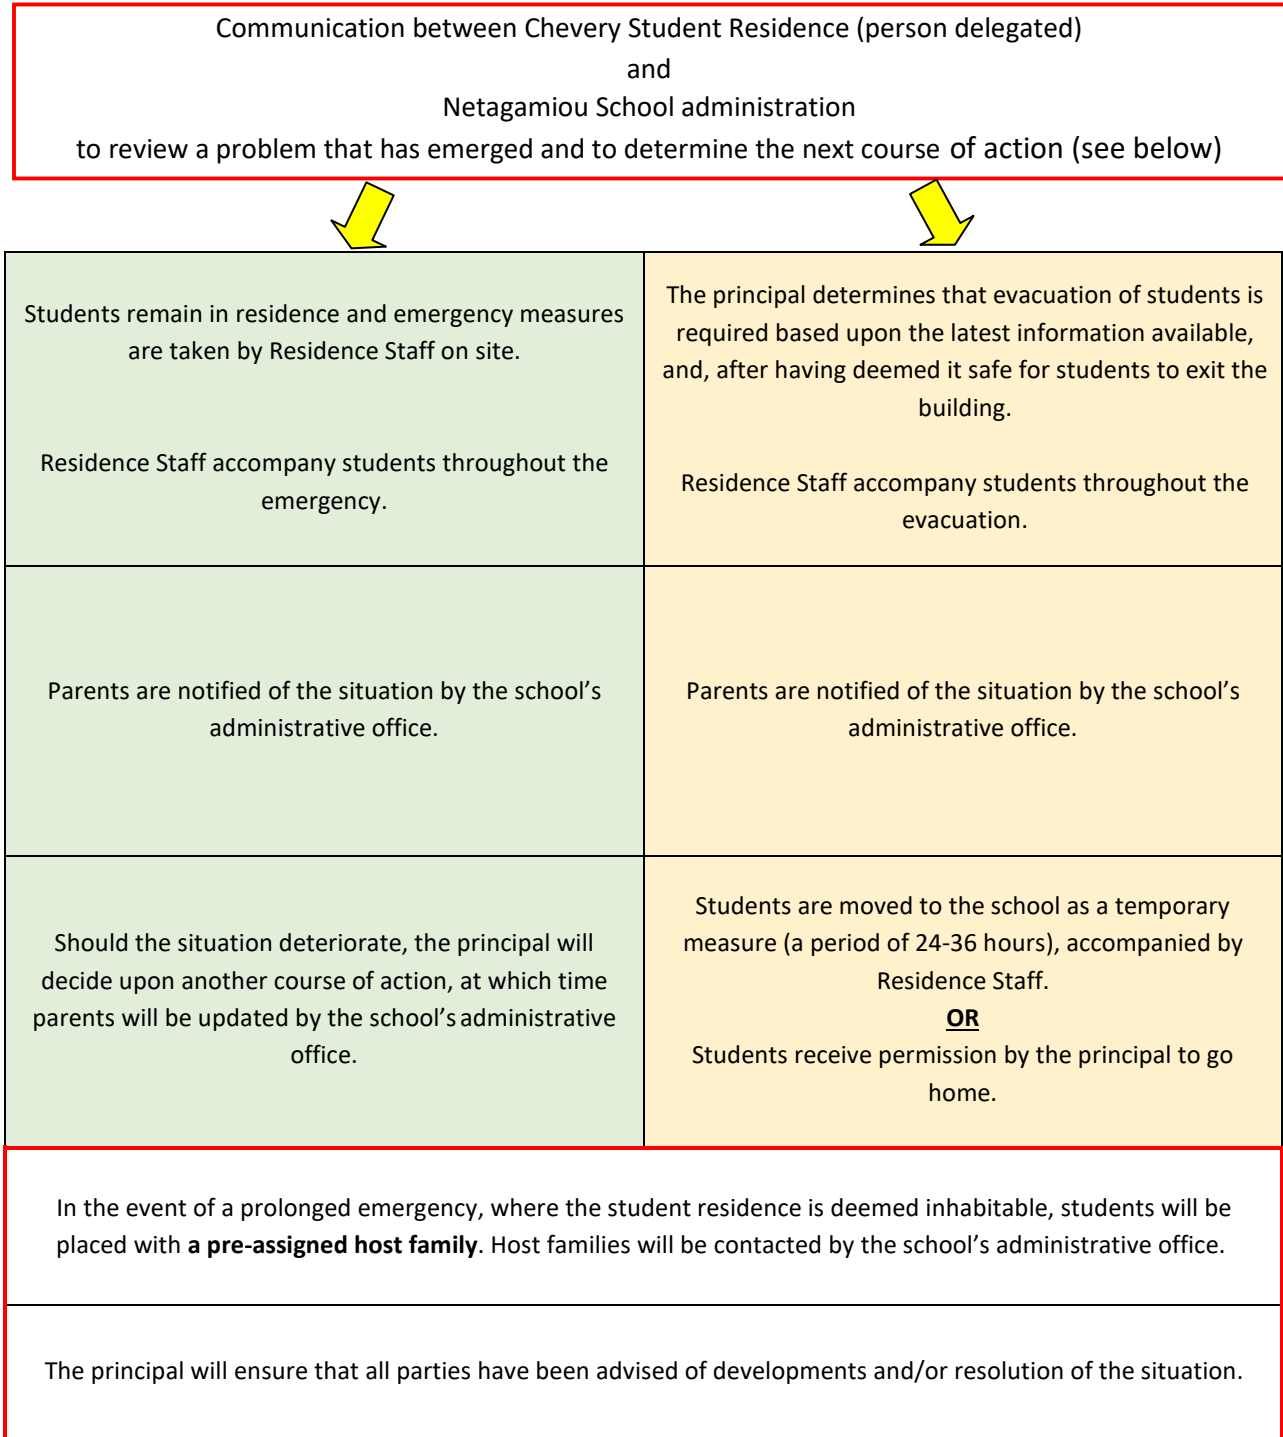 Communication between Chevery Student Residence (person delegated)
and
Netagamiou School administration
to review a problem that has emerged and to determine the next course of action (see below)
Students remain in residence and emergency measures
are taken by Residence Staff on site.
Residence Staff accompany students throughout the
emergency.
The principal determines that evacuation of students is
required based upon the latest information available,
and, after having deemed it safe for students to exit the
building.
Residence Staff accompany students throughout the
evacuation.
Parents are notified of the situation by the school’s
administrative office.
Parents are notified of the situation by the school’s
administrative office.
Should the situation deteriorate, the principal will
decide upon another course of action, at which time
parents will be updated by the school’s administrative
office.
Students are moved to the school as a temporary
measure (a period of 24-36 hours), accompanied by
Residence Staff.
OR
Students receive permission by the principal to go
home.
In the event of a prolonged emergency, where the student residence is deemed inhabitable, students will be
placed with a pre-assigned host family. Host families will be contacted by the school’s administrative office.
The principal will ensure that all parties have been advised of developments and/or resolution of the situation.